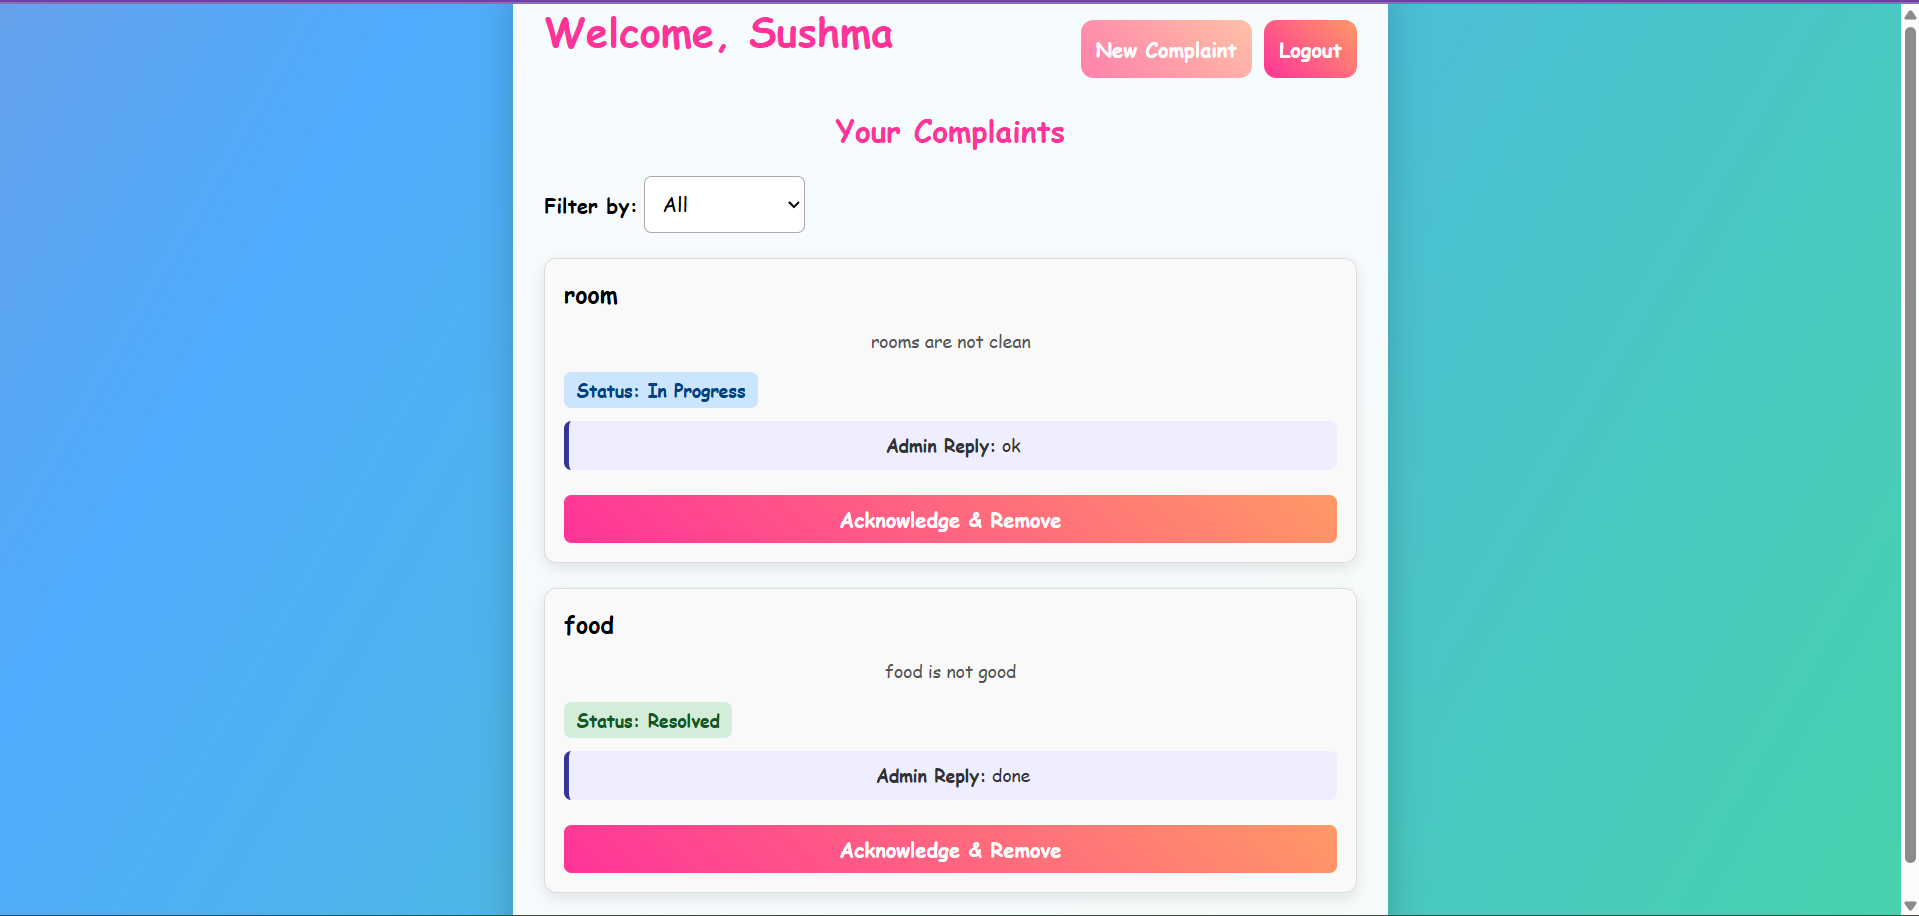 Welcome, Sushma
New Complaint
Logout
Your Complaints
Filter by: All
room
rooms are not clean
Status: In Progress
Admin Reply: ok
Acknowledge & Remove
food
food is not good
Status: Resolved
Admin Reply: done
Acknowledge & Remove